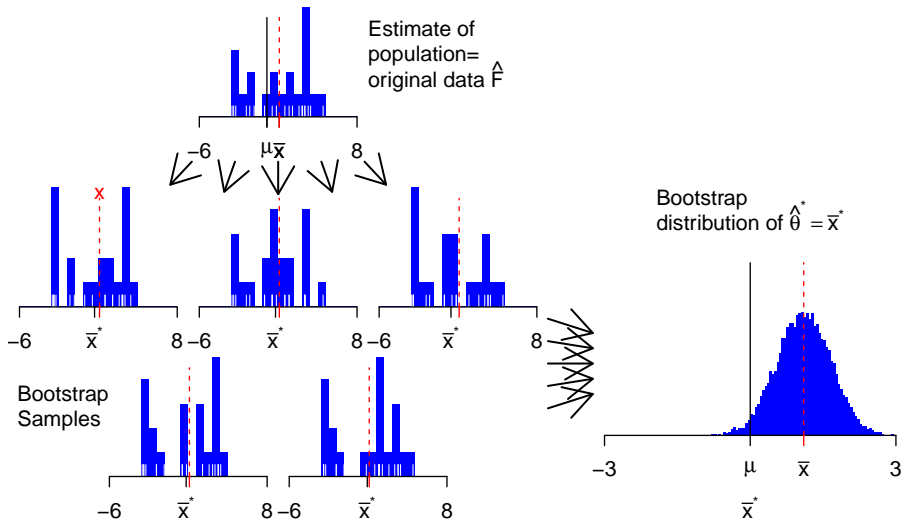 Estimate of
population=
original data F̂
−6 μ x̄ 8
x
−6 x̄* 8
−6 x̄* 8
−6 x̄* 8
Bootstrap
distribution of θ̂* = x̄*
Bootstrap
Samples
−6 x̄* 8
−6 x̄* 8
−3 μ x̄ 3
x̄*